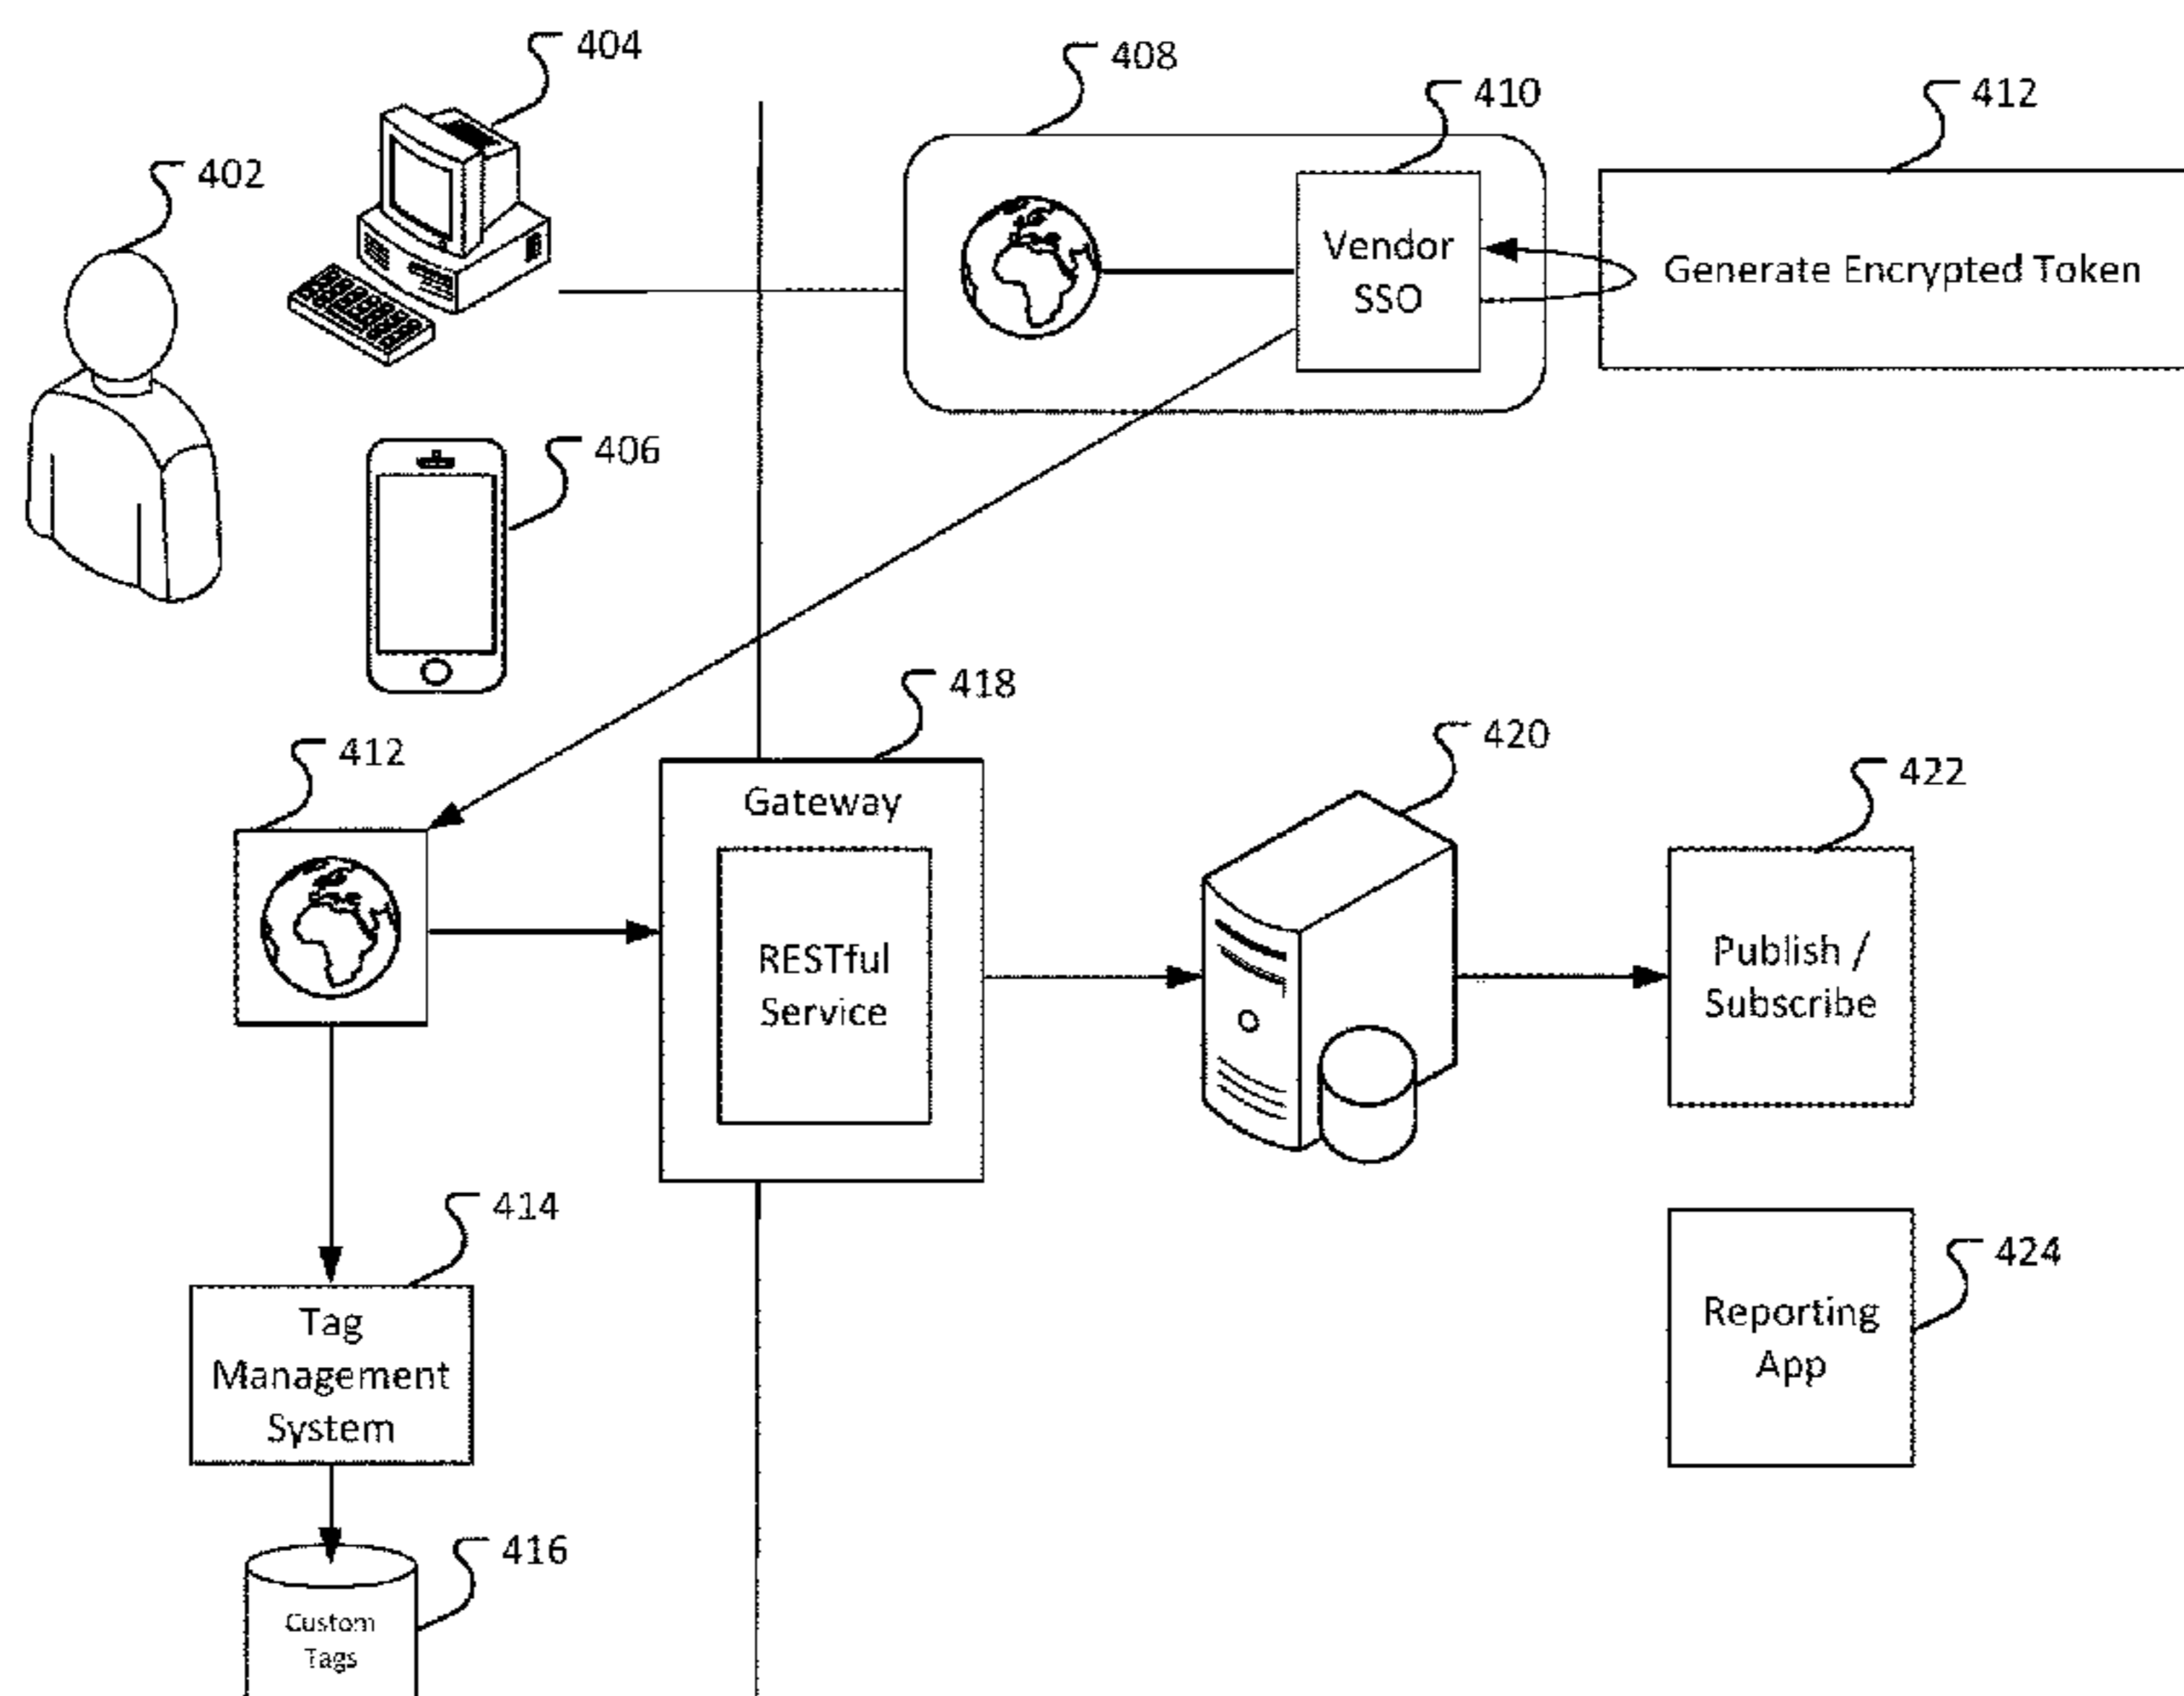 404
408
410
412
402
Vendor
SSO
Generate Encrypted Token
406
418
412
420
422
Gateway
RESTful
Service
Publish /
Subscribe
414
424
Tag
Management
System
Reporting
App
416
Custom
Tags